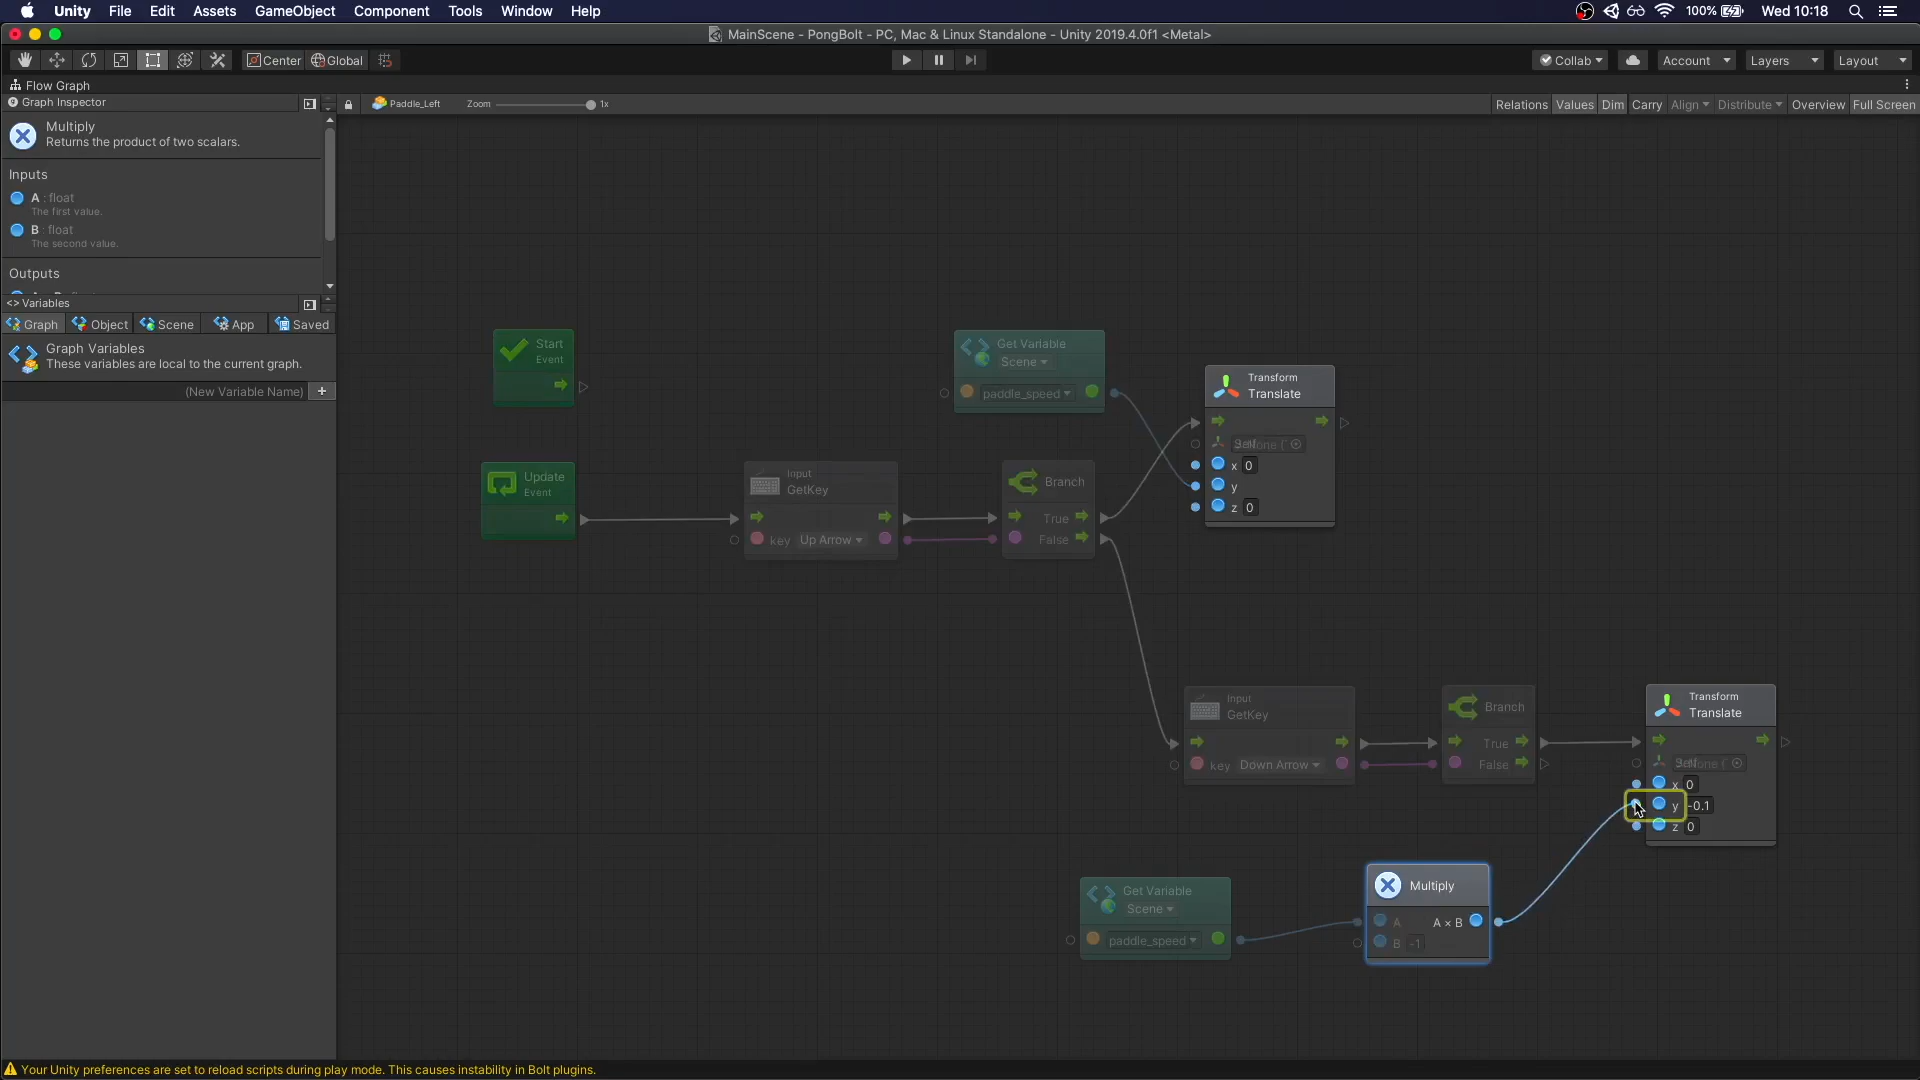 Unity File Edit Assets GameObject Component Tools Window Help 100% Wed 10:18
MainScene - PongBolt - PC, Mac & Linux Standalone - Unity 2019.4.0f1 <Metal>
Center Global Collab Account Layers Layout
Flow Graph
Graph Inspector
Paddle_Left Zoom 1x Relations Values Dim Carry Align Distribute Overview Full Screen
Multiply
Returns the product of two scalars.
Inputs
A : float
The first value.
B : float
The second value.
Outputs
<> Variables
Graph Object Scene App Saved
Graph Variables
These variables are local to the current graph.
(New Variable Name) +
Start
Event
Get Variable
Scene
paddle_speed
Transform
Translate
x 0
y
z 0
Update
Event
Input
GetKey
key Up Arrow
Branch
True
False
Input
GetKey
key Down Arrow
Branch
True
False
Transform
Translate
x 0
y -0.1
z 0
Get Variable
Scene
paddle_speed
Multiply
A A × B
B -1
Your Unity preferences are set to reload scripts during play mode. This causes instability in Bolt plugins.